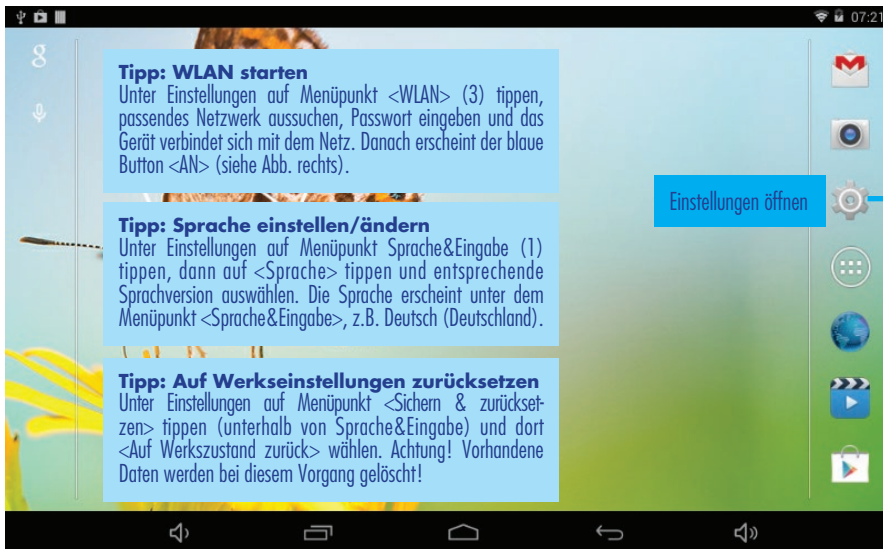 07:21
g
Tipp: WLAN starten
Unter Einstellungen auf Menüpunkt <WLAN> (3) tippen,
passendes Netzwerk aussuchen, Passwort eingeben und das
Gerät verbindet sich mit dem Netz. Danach erscheint der blaue
Button <AN> (siehe Abb. rechts).
Einstellungen öffnen
Tipp: Sprache einstellen/ändern
Unter Einstellungen auf Menüpunkt Sprache&Eingabe (1)
tippen, dann auf <Sprache> tippen und entsprechende
Sprachversion auswählen. Die Sprache erscheint unter dem
Menüpunkt <Sprache&Eingabe>, z.B. Deutsch (Deutschland).
Tipp: Auf Werkseinstellungen zurücksetzen
Unter Einstellungen auf Menüpunkt <Sichern & zurückset-
zen> tippen (unterhalb von Sprache&Eingabe) und dort
<Auf Werkszustand zurück> wählen. Achtung! Vorhandene
Daten werden bei diesem Vorgang gelöscht!